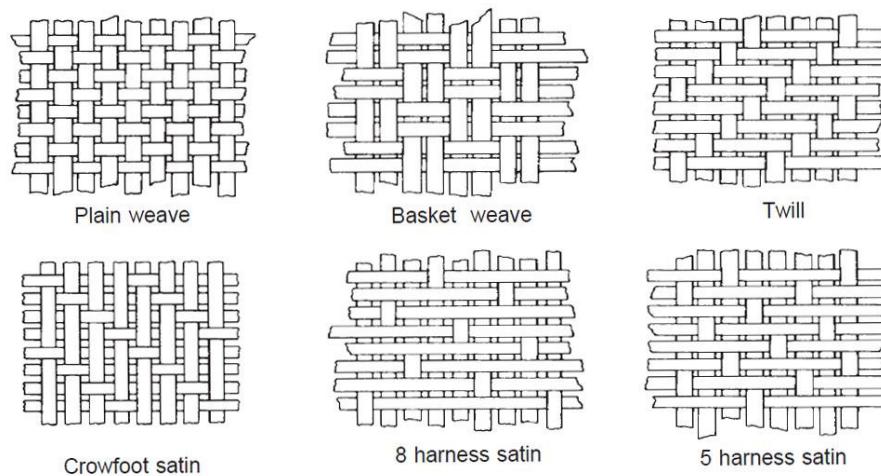 Plain weave
Basket weave
Twill
Crowfoot satin
8 harness satin
5 harness satin